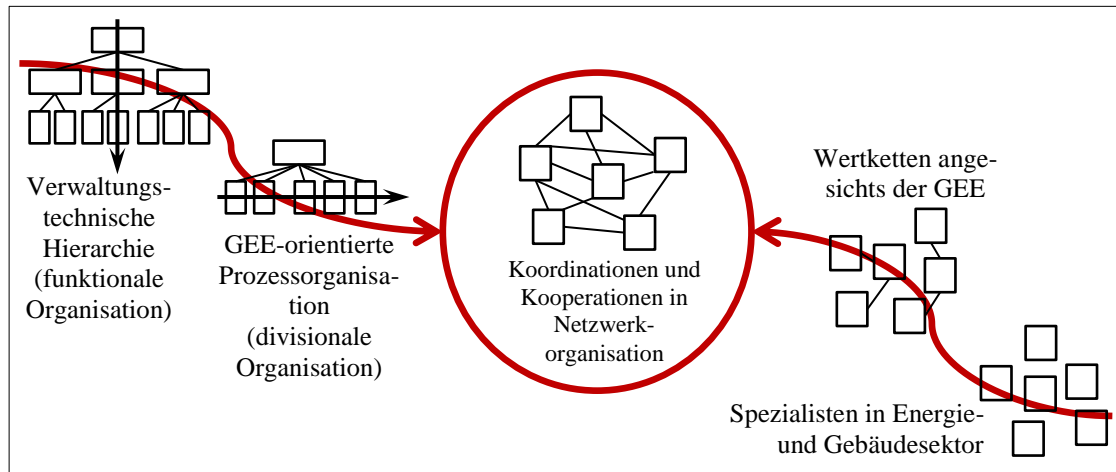 Verwaltungs-
technische
Hierarchie
(funktionale
Organisation)
GEE-orientierte
Prozessorganisa-
tion
(divisionale
Organisation)
Koordinationen und
Kooperationen in
Netzwerk-
organisation
Wertketten ange-
sichts der GEE
Spezialisten in Energie-
und Gebäudesektor